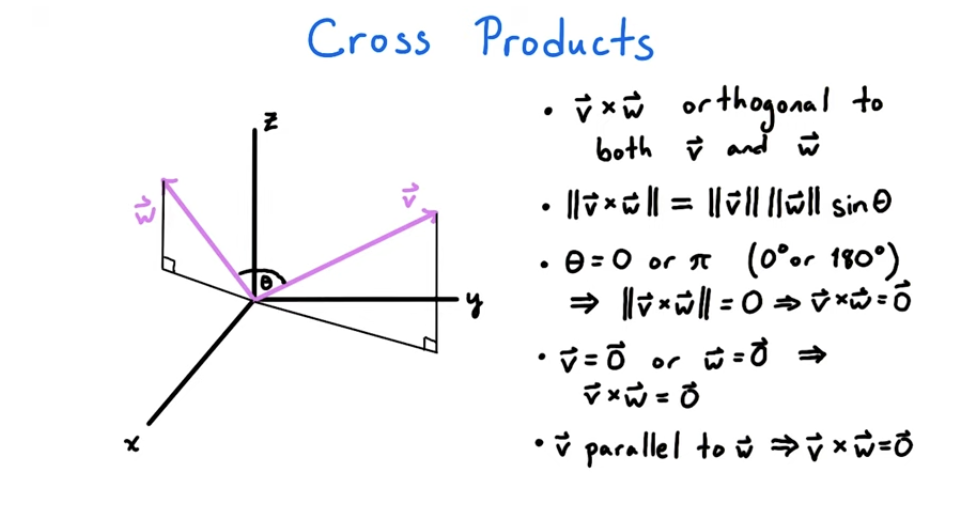 Cross Products
z
w⃗
v⃗
θ
y
x
• v⃗ × w⃗ orthogonal to
both v⃗ and w⃗
• ‖v⃗ × w⃗‖ = ‖v⃗‖ ‖w⃗‖ sin θ
• θ = 0 or π (0° or 180°)
⇒ ‖v⃗ × w⃗‖ = 0 ⇒ v⃗ × w⃗ = 0⃗
• v⃗ = 0⃗ or w⃗ = 0⃗ ⇒
v⃗ × w⃗ = 0⃗
• v⃗ parallel to w⃗ ⇒ v⃗ × w⃗ = 0⃗